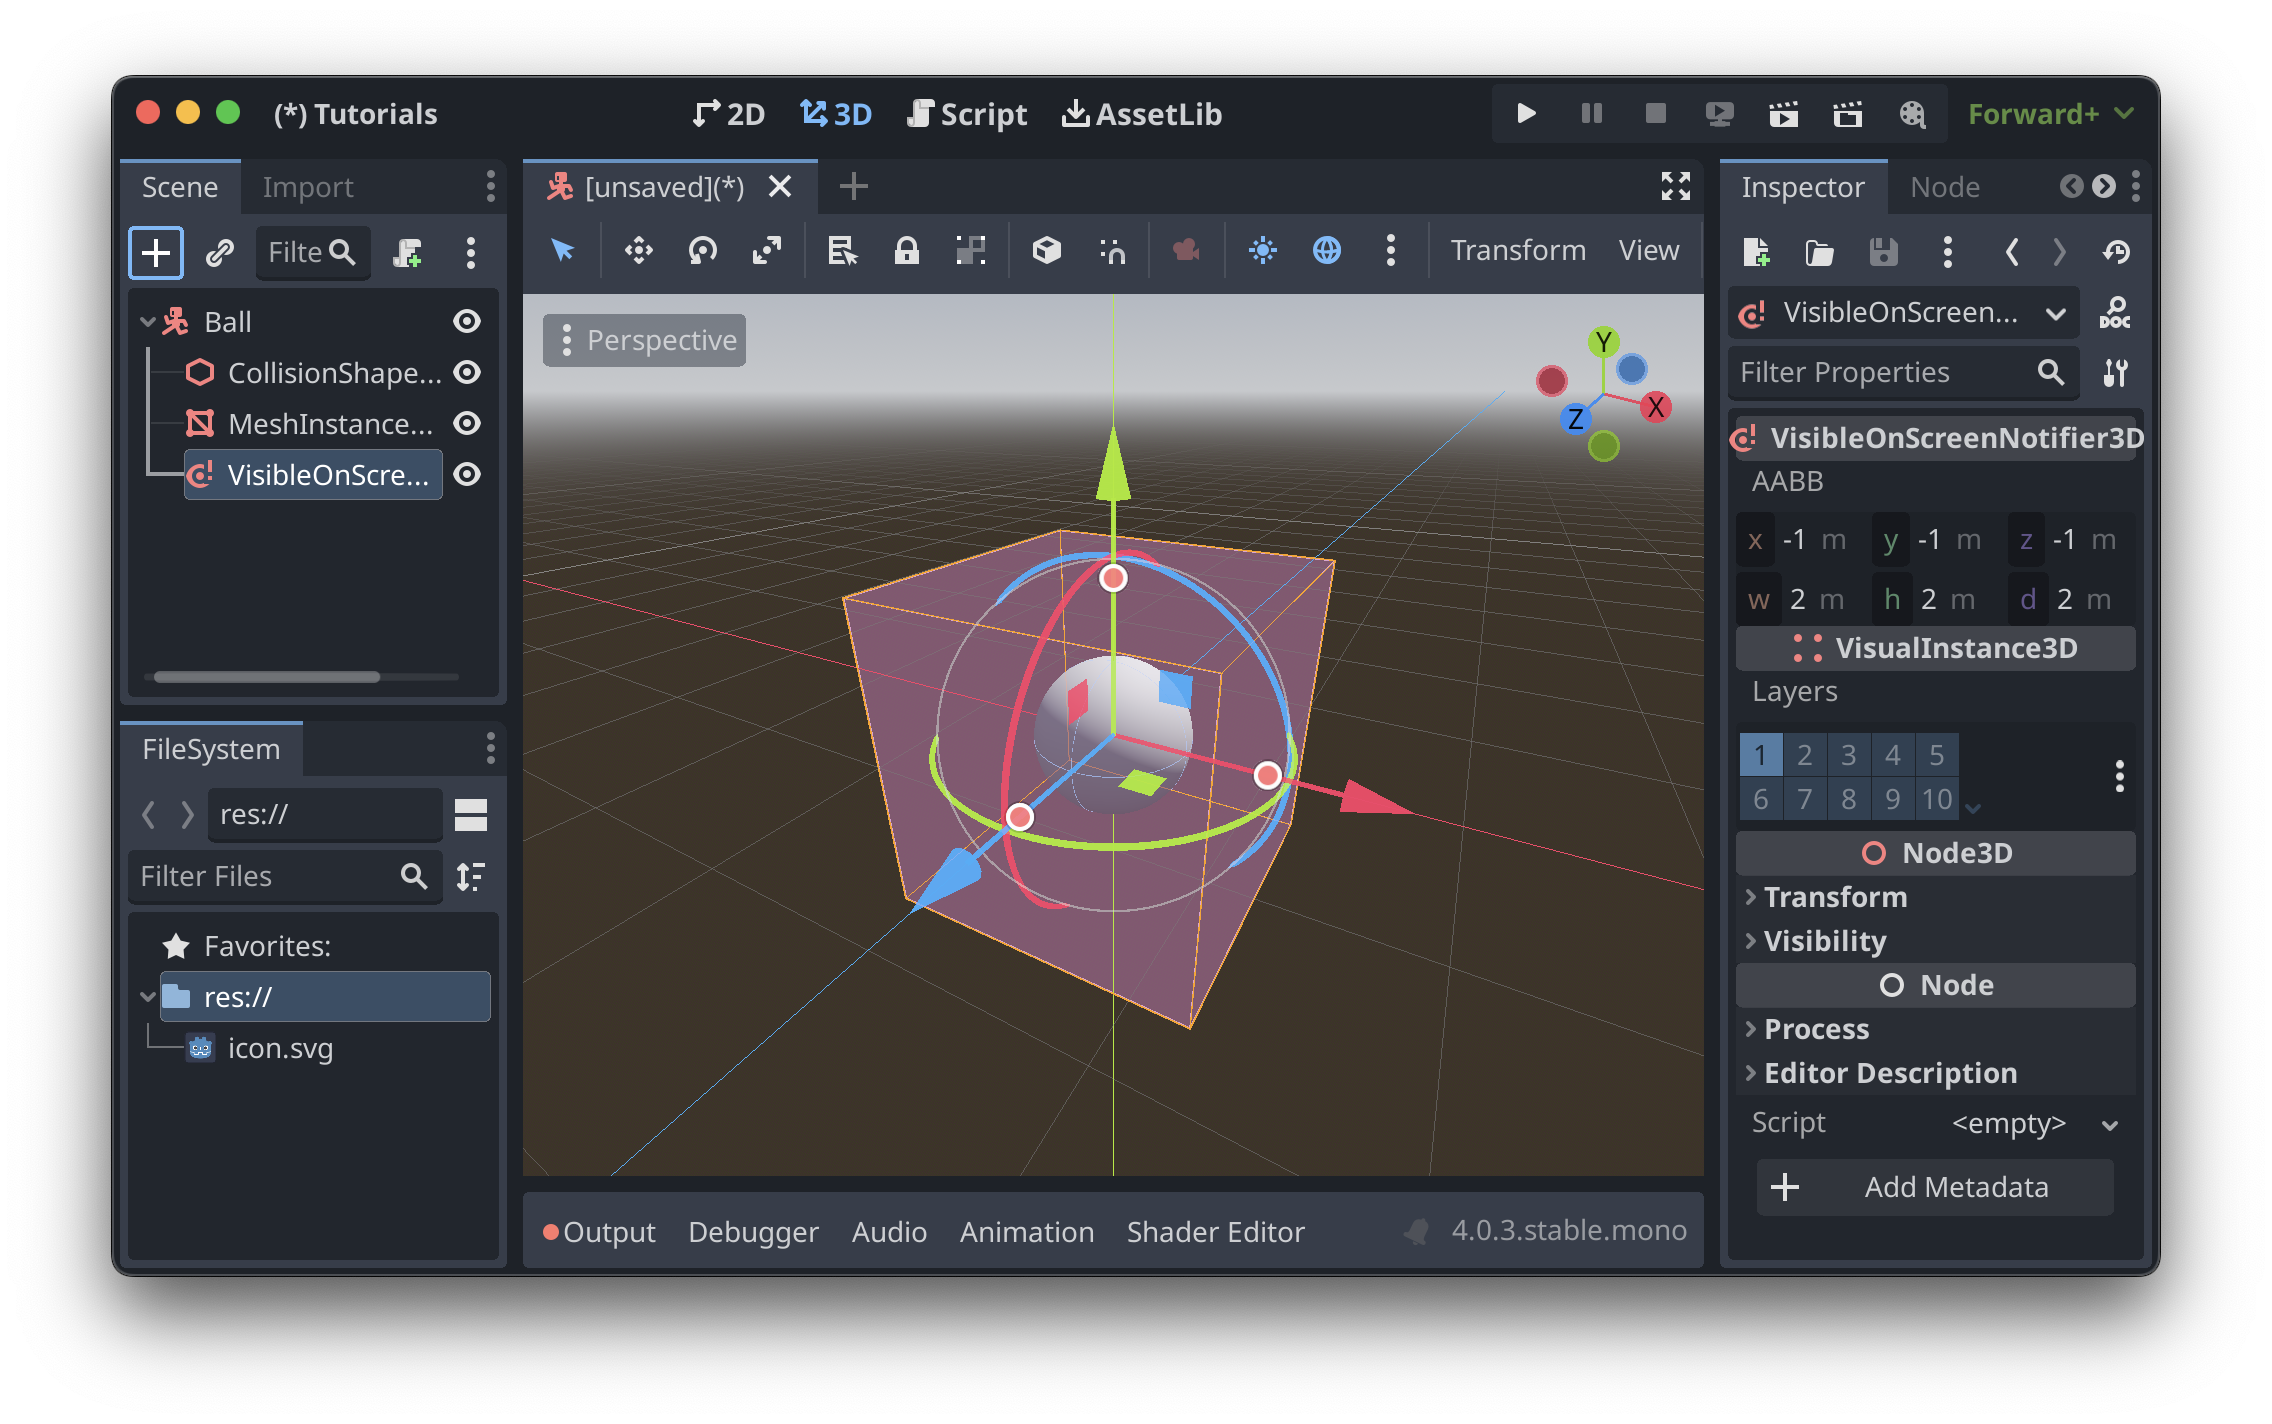 (*) Tutorials
2D
3D
Script
AssetLib
Forward+
Scene
Import
Filte
Ball
CollisionShape...
MeshInstance...
VisibleOnScre...
FileSystem
res://
Filter Files
Favorites:
res://
icon.svg
[unsaved](*)
Transform
View
Perspective
Y
X
Z
Output
Debugger
Audio
Animation
Shader Editor
4.0.3.stable.mono
Inspector
Node
VisibleOnScreen...
DOC
Filter Properties
VisibleOnScreenNotifier3D
AABB
x -1 m y -1 m z -1 m
w 2 m h 2 m d 2 m
VisualInstance3D
Layers
1 2 3 4 5
6 7 8 9 10
Node3D
Transform
Visibility
Node
Process
Editor Description
Script <empty>
Add Metadata